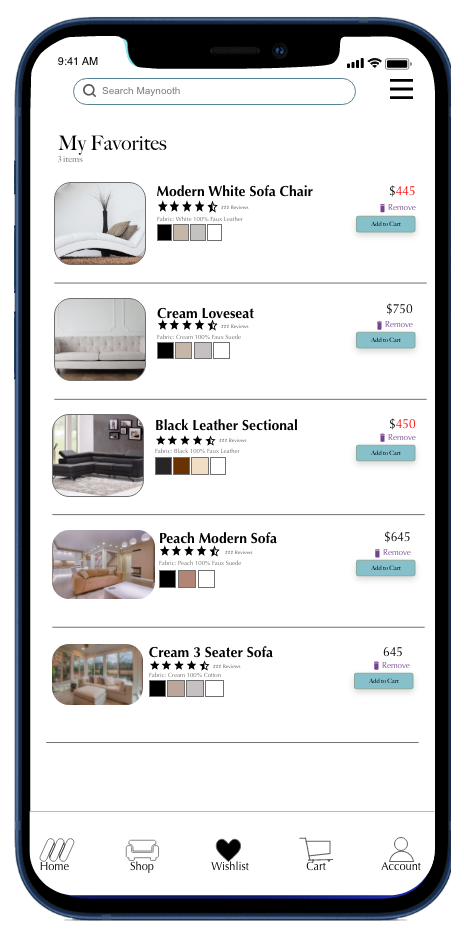 9:41 AM
Search Maynooth
My Favorites
3 items
Modern White Sofa Chair
$445
### Reviews
Remove
Fabric: White 100% Faux Leather
Add to Cart
Cream Loveseat
$750
### Reviews
Remove
Fabric: Cream 100% Faux Suede
Add to Cart
Black Leather Sectional
$450
### Reviews
Remove
Fabric: Black 100% Faux Leather
Add to Cart
Peach Modern Sofa
$645
### Reviews
Remove
Fabric: Peach 100% Faux Suede
Add to Cart
Cream 3 Seater Sofa
645
### Reviews
Remove
Fabric: Cream 100% Cotton
Add to Cart
Home
Shop
Wishlist
Cart
Account